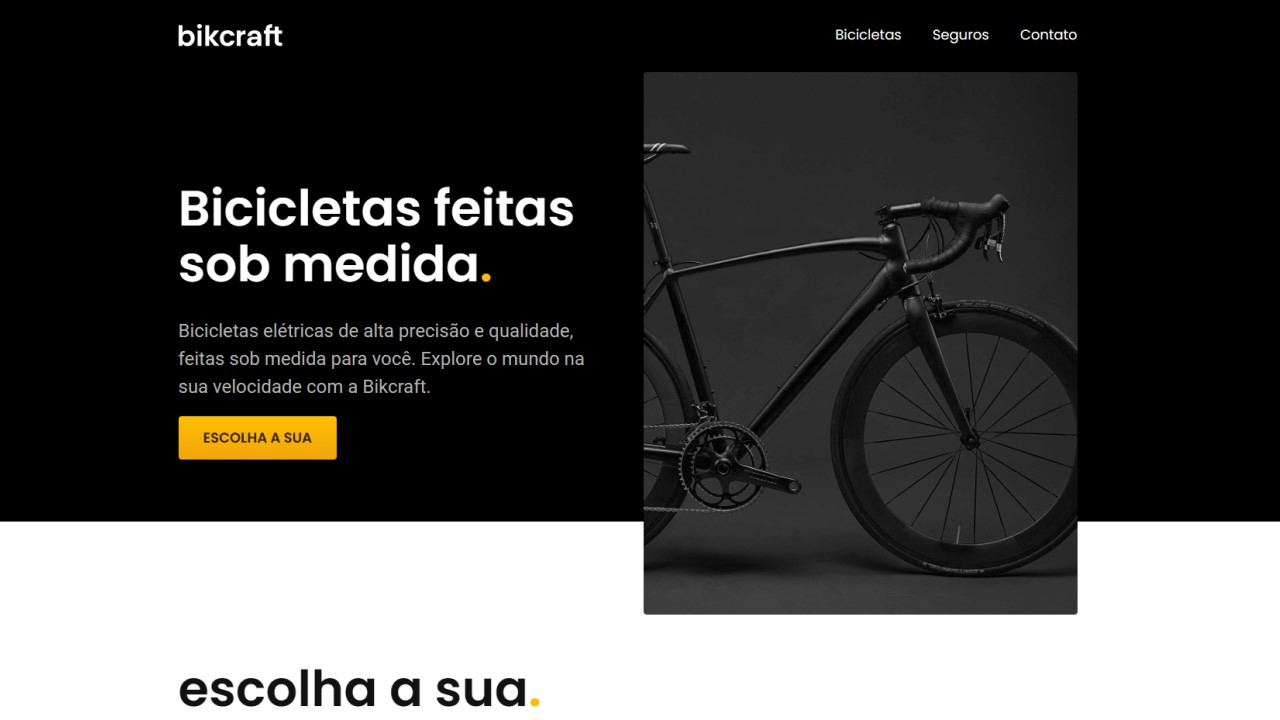 bikcraft
Bicicletas Seguros Contato
Bicicletas feitas
sob medida.
Bicicletas elétricas de alta precisão e qualidade,
feitas sob medida para você. Explore o mundo na
sua velocidade com a Bikcraft.
ESCOLHA A SUA
escolha a sua.